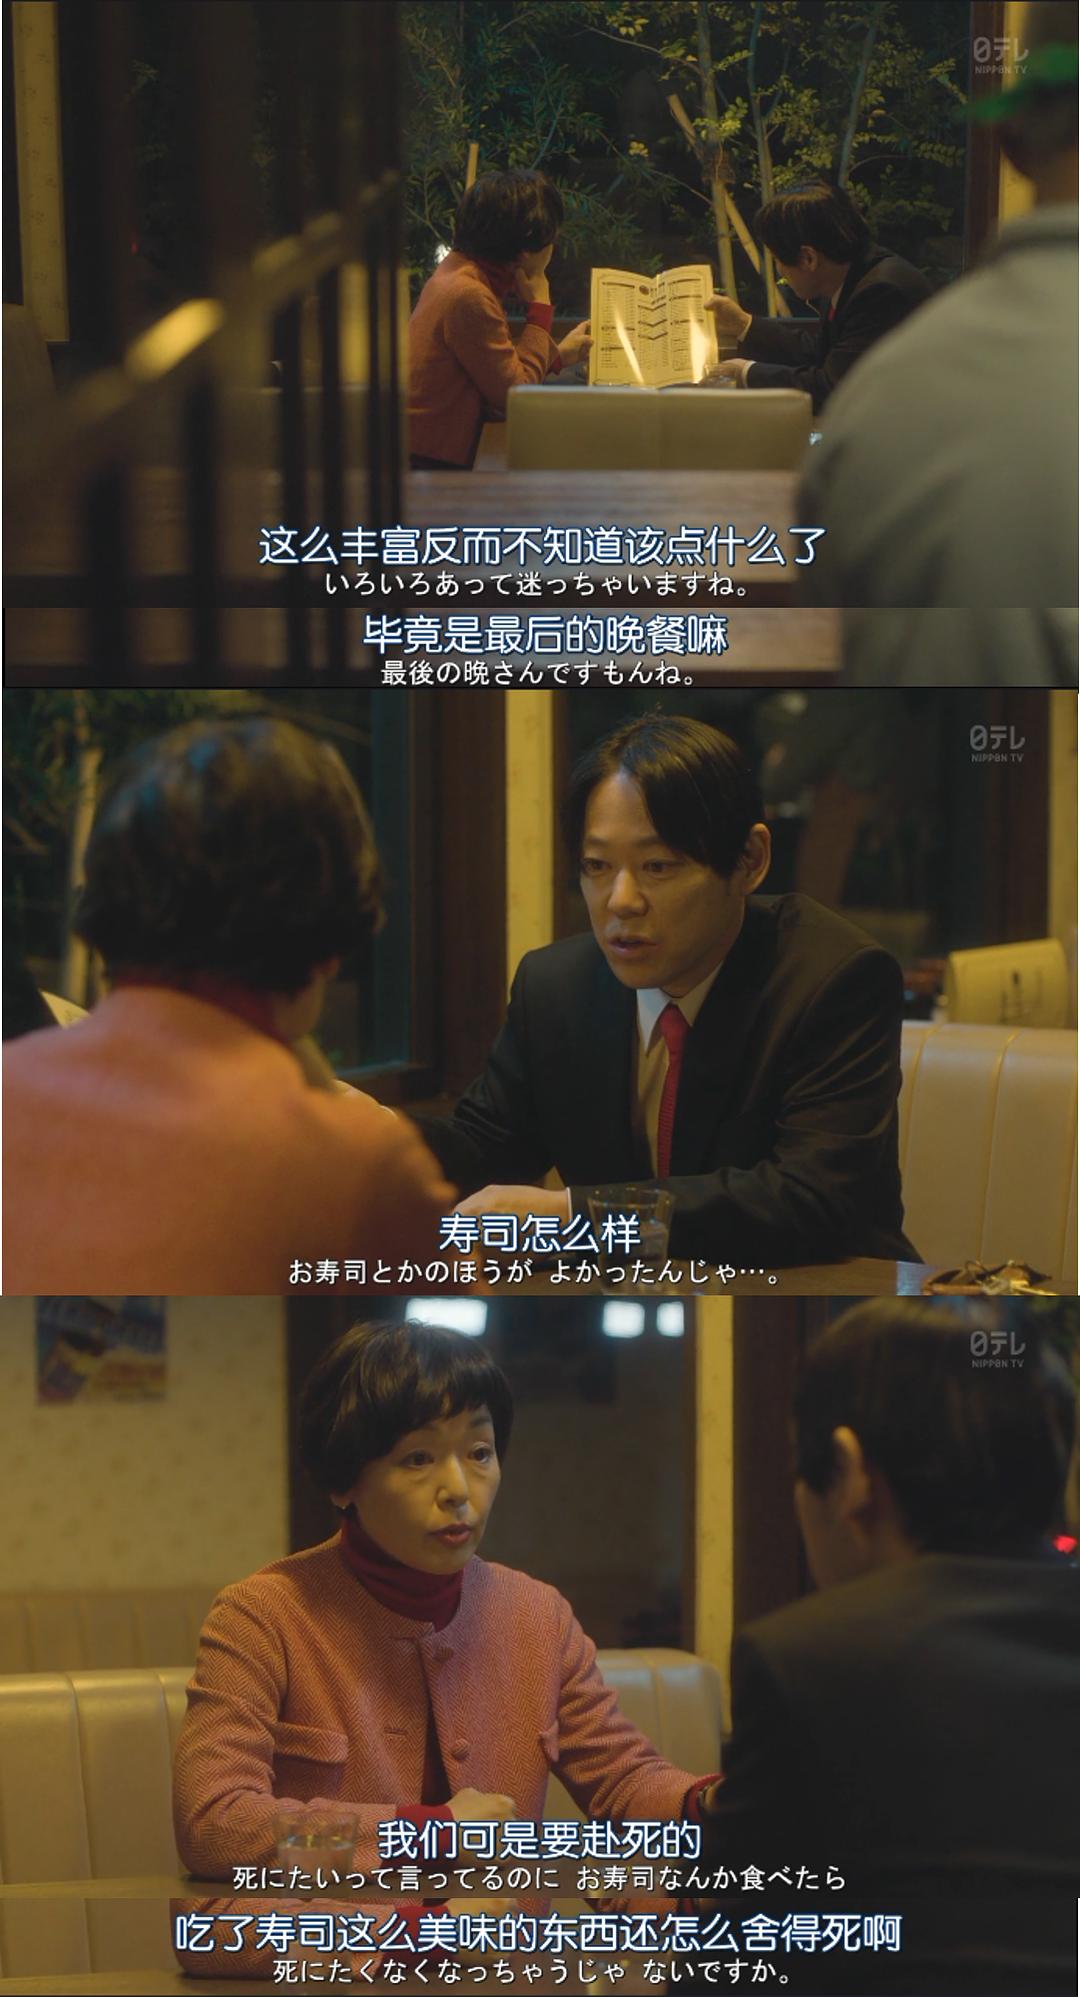 日テレ
NIPPON TV
这么丰富反而不知道该点什么了
いろいろあって迷っちゃいますね。
毕竟是最后的晚餐嘛
最後の晩さんですもんね。
日テレ
NIPPON TV
寿司怎么样
お寿司とかのほうが よかったんじゃ…。
日テレ
NIPPON TV
我们可是要赴死的
死にたいって言ってるのに お寿司なんか食べたら
吃了寿司这么美味的东西还怎么舍得死啊
死にたくなくなっちゃうじゃ ないですか。